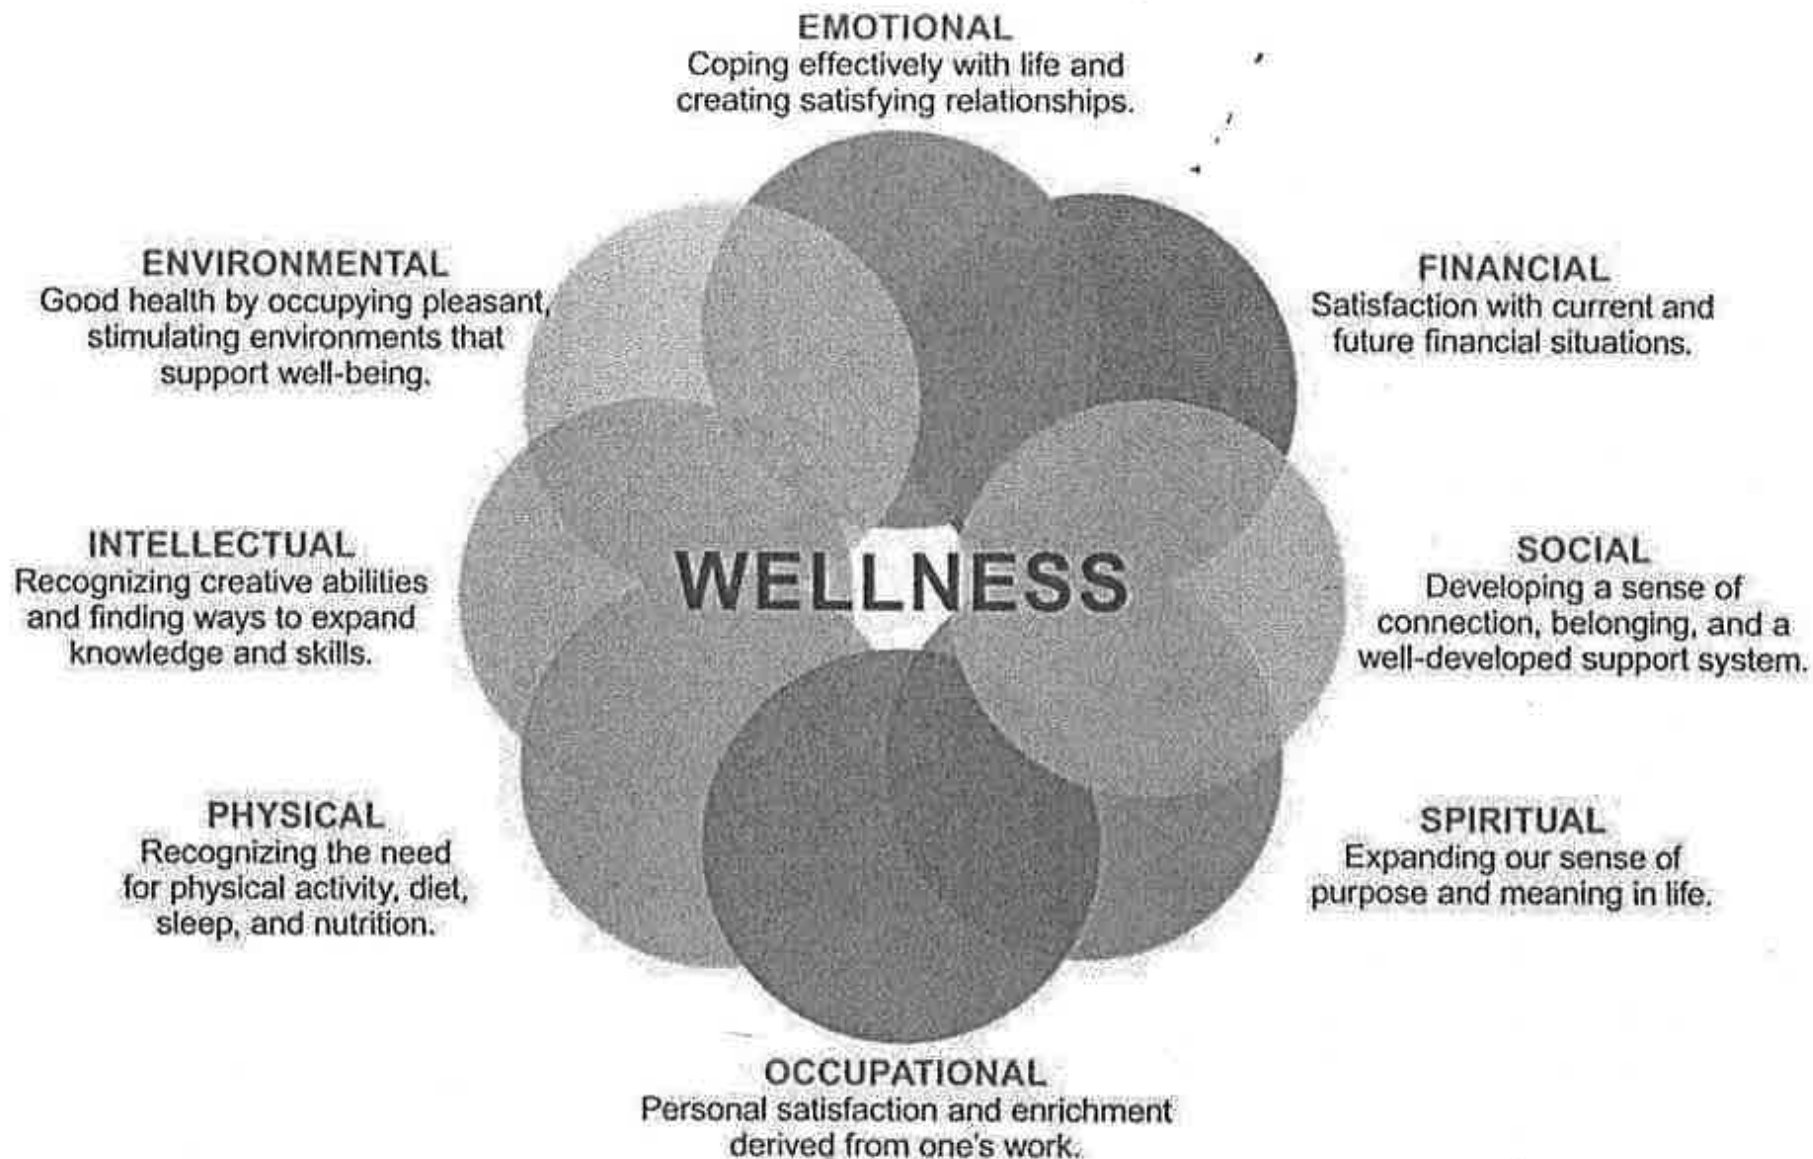 EMOTIONAL
Coping effectively with life and
creating satisfying relationships.
ENVIRONMENTAL
Good health by occupying pleasant,
stimulating environments that
support well-being.
FINANCIAL
Satisfaction with current and
future financial situations.
INTELLECTUAL
Recognizing creative abilities
and finding ways to expand
knowledge and skills.
WELLNESS
SOCIAL
Developing a sense of
connection, belonging, and a
well-developed support system.
PHYSICAL
Recognizing the need
for physical activity, diet,
sleep, and nutrition.
SPIRITUAL
Expanding our sense of
purpose and meaning in life.
OCCUPATIONAL
Personal satisfaction and enrichment
derived from one's work.